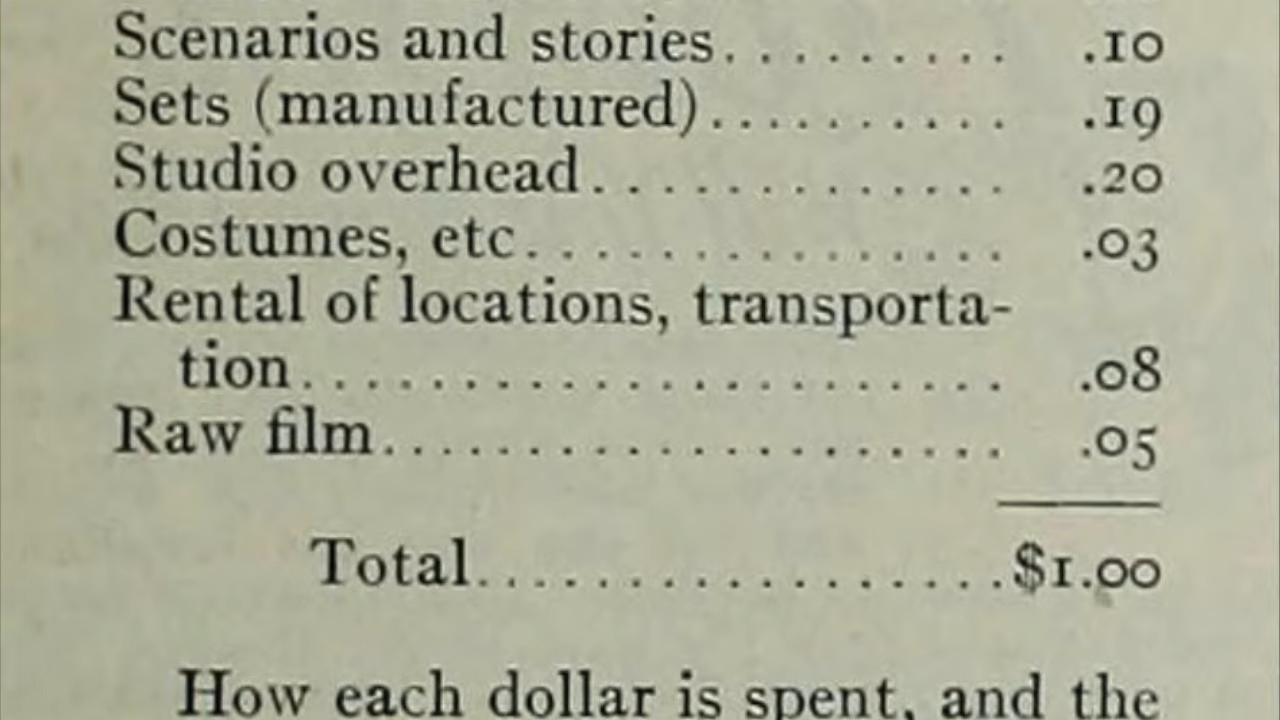 Scenarios and stories......... .10
Sets (manufactured).......... .19
Studio overhead............. .20
Costumes, etc............... .03
Rental of locations, transporta-
tion...................... .08
Raw film.................... .05
Total.................$1.00
How each dollar is spent, and the